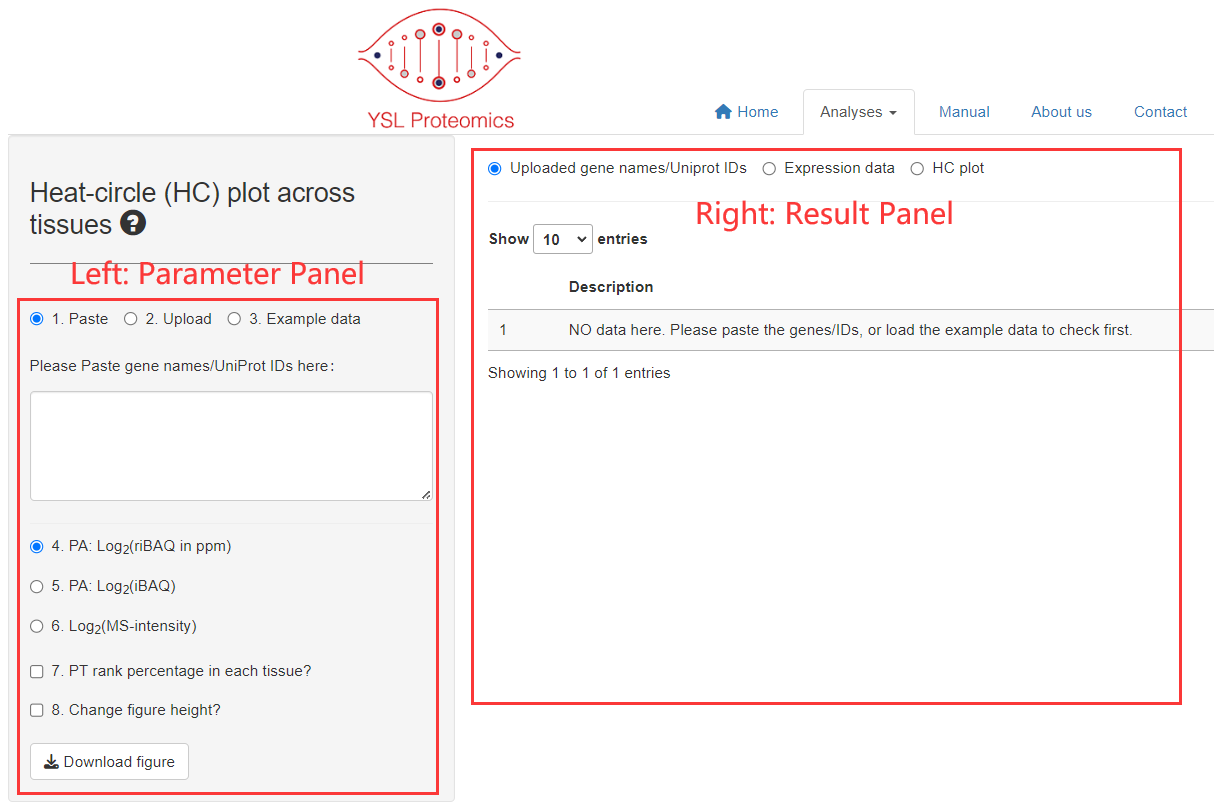 YSL Proteomics
Home Analyses Manual About us Contact
Heat-circle (HC) plot across
tissues ?
Left: Parameter Panel
1. Paste 2. Upload 3. Example data
Please Paste gene names/UniProt IDs here:
4. PA: Log2(riBAQ in ppm)
5. PA: Log2(iBAQ)
6. Log2(MS-intensity)
7. PT rank percentage in each tissue?
8. Change figure height?
Download figure
Uploaded gene names/Uniprot IDs Expression data HC plot
Right: Result Panel
Show 10 entries
Description
1 NO data here. Please paste the genes/IDs, or load the example data to check first.
Showing 1 to 1 of 1 entries